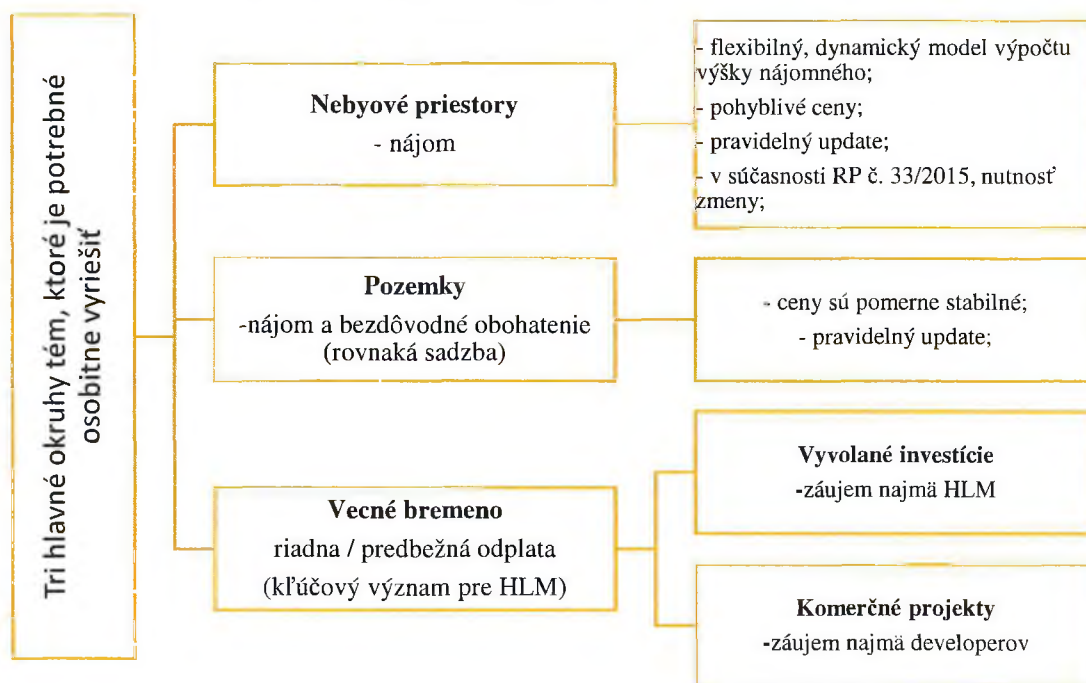 Tri hlavné okruhy tém, ktoré je potrebné
osobitne vyriešiť
Nebyové priestory
- nájom
- flexibilný, dynamický model výpočtu
výšky nájomného;
- pohyblivé ceny;
- pravidelný update;
- v súčasnosti RP č. 33/2015, nutnosť
zmeny;
Pozemky
-nájom a bezdôvodné obohatenie
(rovnaká sadzba)
- ceny sú pomerne stabilné;
- pravidelný update;
Vecné bremeno
riadna / predbežná odplata
(kľúčový význam pre HLM)
Vyvolané investície
-záujem najmä HLM
Komerčné projekty
-záujem najmä developerov